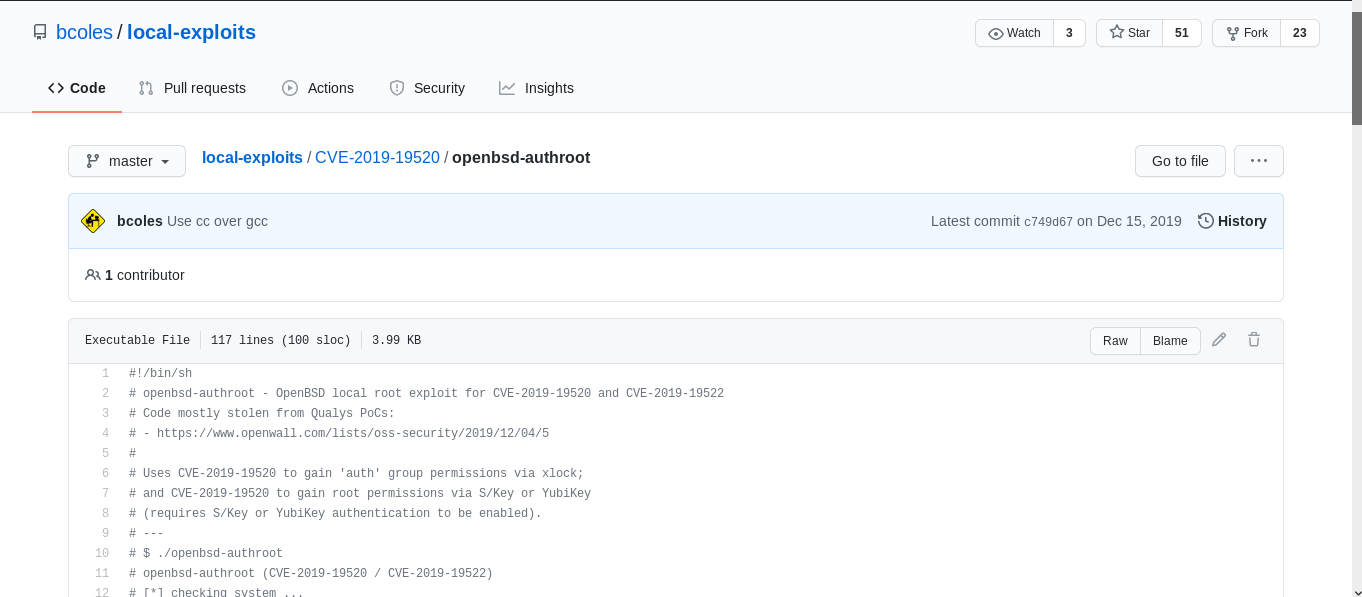 bcoles / local-exploits
Watch 3 Star 51 Fork 23
Code Pull requests Actions Security Insights
master local-exploits / CVE-2019-19520 / openbsd-authroot Go to file ...
bcoles Use cc over gcc Latest commit c749d67 on Dec 15, 2019 History
1 contributor
Executable File 117 lines (100 sloc) 3.99 KB Raw Blame
1 #!/bin/sh
2 # openbsd-authroot - OpenBSD local root exploit for CVE-2019-19520 and CVE-2019-19522
3 # Code mostly stolen from Qualys PoCs:
4 # - https://www.openwall.com/lists/oss-security/2019/12/04/5
5 #
6 # Uses CVE-2019-19520 to gain 'auth' group permissions via xlock;
7 # and CVE-2019-19520 to gain root permissions via S/Key or YubiKey
8 # (requires S/Key or YubiKey authentication to be enabled).
9 # ---
10 # $ ./openbsd-authroot
11 # openbsd-authroot (CVE-2019-19520 / CVE-2019-19522)
12 # [*] checking system ...